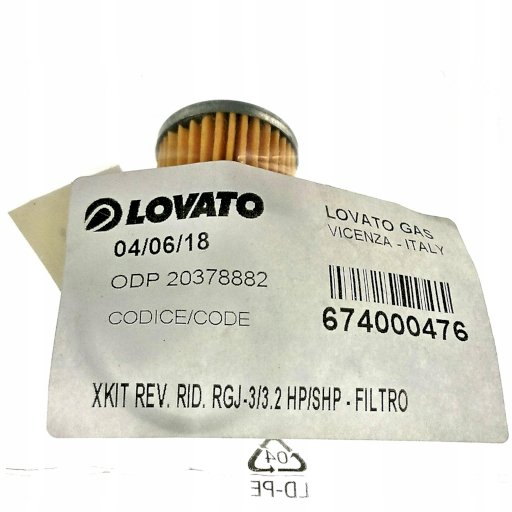 LOVATO
04/06/18
ODP 20378882
CODICE/CODE
LOVATO GAS
VICENZA - ITALY
674000476
XKIT REV. RID. RGJ-3/3.2 HP/SHP - FILTRO
04
LD-PE